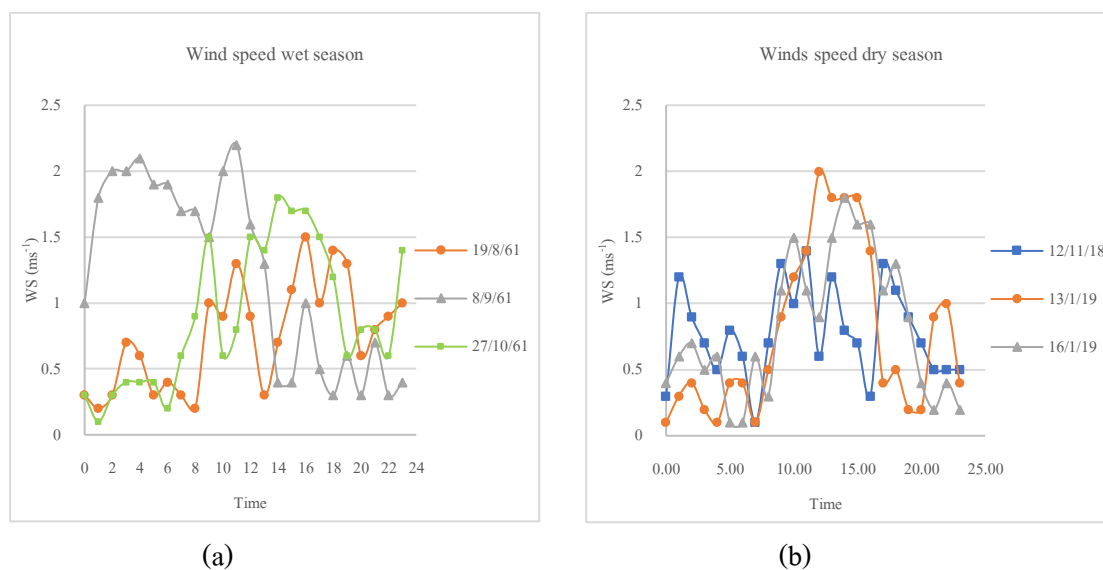 Wind speed wet season
2.5
2
1.5
1
0.5
0
WS (ms⁻¹)
0 2 4 6 8 10 12 14 16 18 20 22 24
Time
19/8/61
8/9/61
27/10/61
(a)
Winds speed dry season
2.5
2
1.5
1
0.5
0
WS (ms⁻¹)
0.00 5.00 10.00 15.00 20.00 25.00
Time
12/11/18
13/1/19
16/1/19
(b)